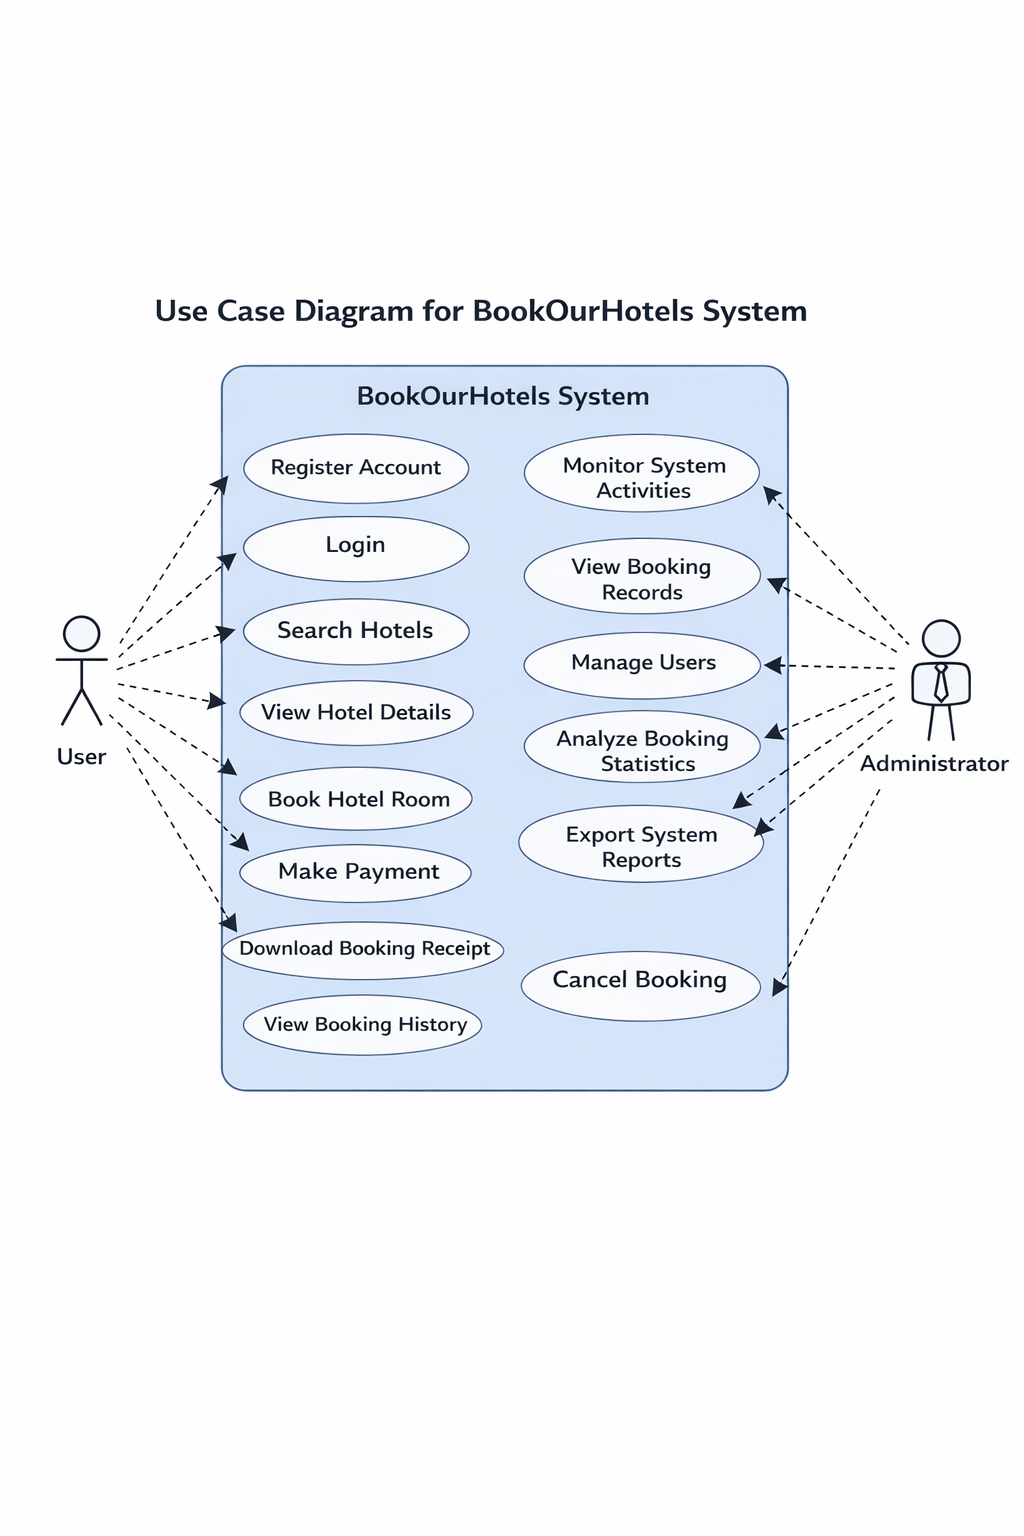 Use Case Diagram for BookOurHotels System
BookOurHotels System
Register Account
Login
Search Hotels
View Hotel Details
Book Hotel Room
Make Payment
Download Booking Receipt
View Booking History
Monitor System
Activities
View Booking
Records
Manage Users
Analyze Booking
Statistics
Export System
Reports
Cancel Booking
User
Administrator